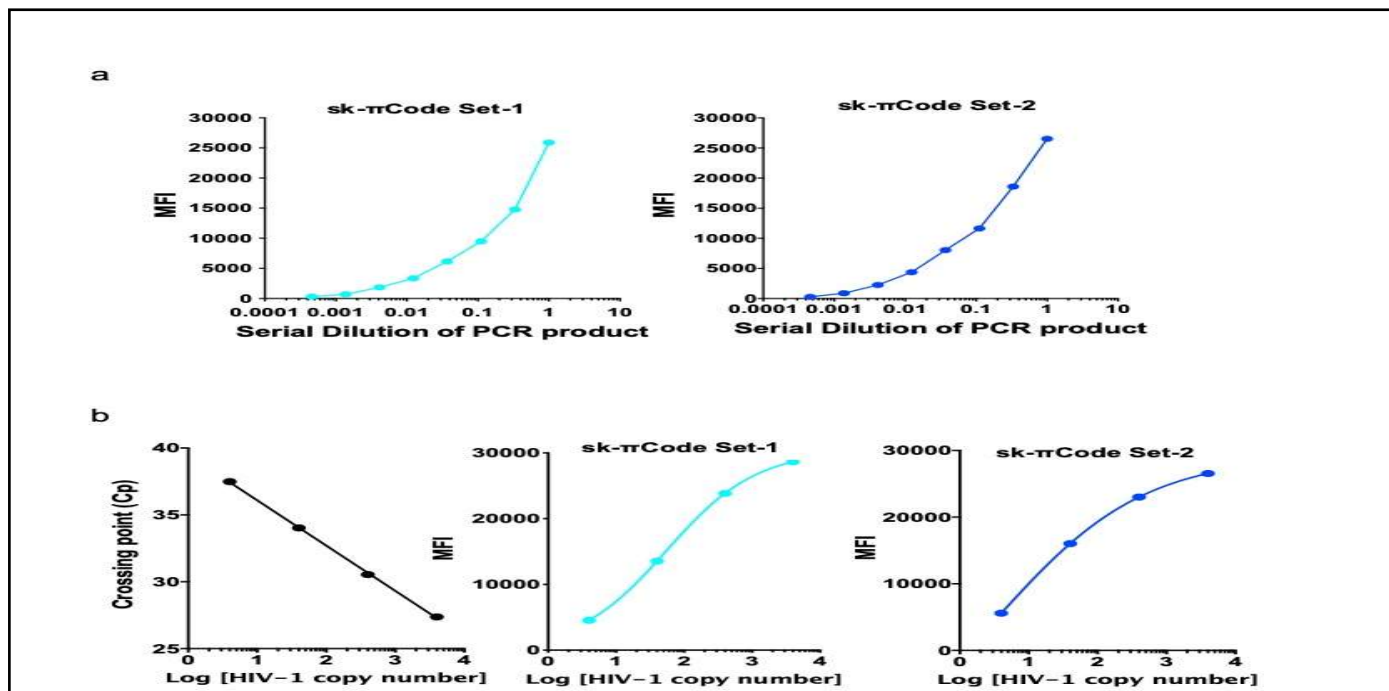 a
sk-πCode Set-1
30000
25000
20000
15000
10000
5000
0
MFI
0.0001 0.001 0.01 0.1 1 10
Serial Dilution of PCR product
sk-πCode Set-2
30000
25000
20000
15000
10000
5000
0
MFI
0.0001 0.001 0.01 0.1 1 10
Serial Dilution of PCR product
b
40
35
30
25
Crossing point (Cp)
0 1 2 3 4
Log [HIV-1 copy number]
sk-πCode Set-1
30000
20000
10000
0
MFI
0 1 2 3 4
Log [HIV-1 copy number]
sk-πCode Set-2
30000
20000
10000
0
MFI
0 1 2 3 4
Log [HIV-1 copy number]